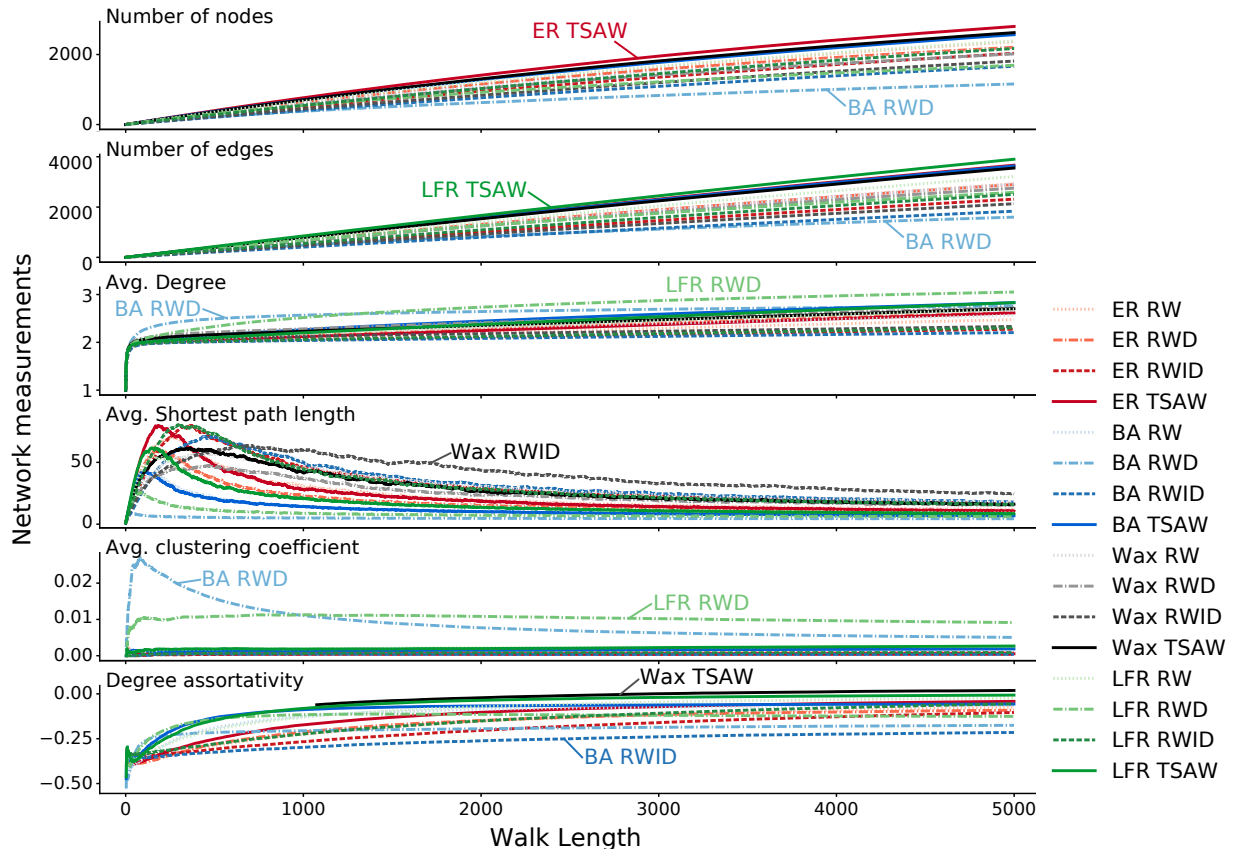 Number of nodes
ER TSAW
2000
BA RWD
0
Number of edges
4000
LFR TSAW
2000
BA RWD
0
Avg. Degree
LFR RWD
3
BA RWD
2
1
Avg. Shortest path length
Wax RWID
50
0
Avg. clustering coefficient
BA RWD
0.02
LFR RWD
0.01
0.00
Degree assortativity
Wax TSAW
0.00
−0.25
BA RWID
−0.50
0 1000 2000 3000 4000 5000
Walk Length
Network measurements
ER RW
ER RWD
ER RWID
ER TSAW
BA RW
BA RWD
BA RWID
BA TSAW
Wax RW
Wax RWD
Wax RWID
Wax TSAW
LFR RW
LFR RWD
LFR RWID
LFR TSAW